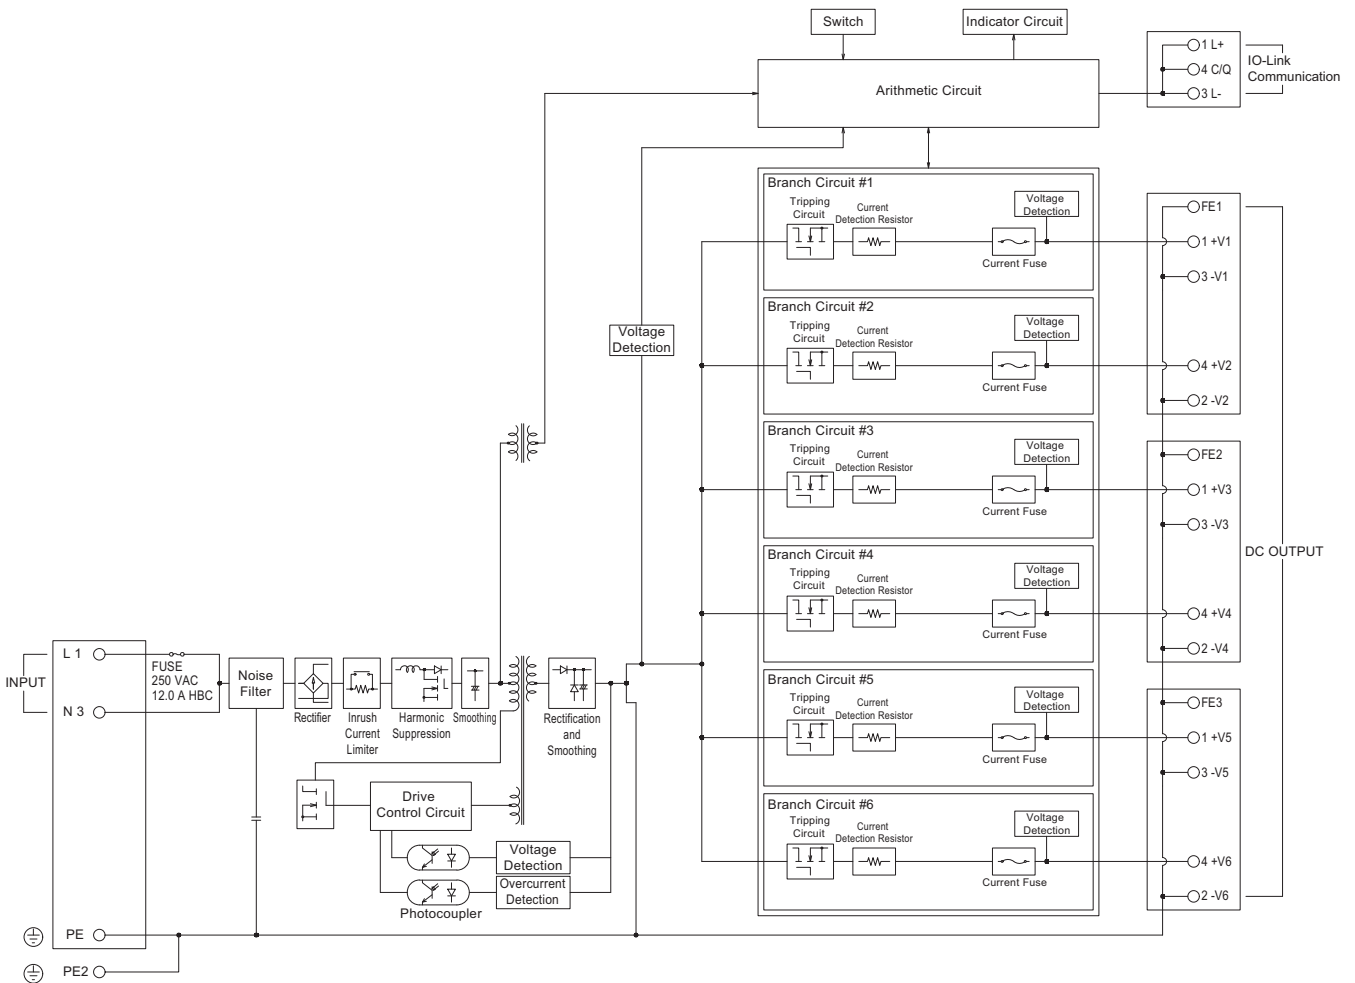 Switch
Indicator Circuit
Arithmetic Circuit
1 L+
4 C/Q
3 L-
IO-Link
Communication
Branch Circuit #1
Tripping
Circuit
Current
Detection Resistor
Voltage
Detection
Current Fuse
FE1
1 +V1
3 -V1
Branch Circuit #2
Tripping
Circuit
Current
Detection Resistor
Voltage
Detection
Current Fuse
4 +V2
2 -V2
Voltage
Detection
Branch Circuit #3
Tripping
Circuit
Current
Detection Resistor
Voltage
Detection
Current Fuse
FE2
1 +V3
3 -V3
DC OUTPUT
Branch Circuit #4
Tripping
Circuit
Current
Detection Resistor
Voltage
Detection
Current Fuse
4 +V4
2 -V4
INPUT
L 1
N 3
FUSE
250 VAC
12.0 A HBC
Noise
Filter
Rectifier
Inrush
Current
Limiter
Harmonic
Suppression
Smoothing
Rectification
and
Smoothing
Branch Circuit #5
Tripping
Circuit
Current
Detection Resistor
Voltage
Detection
Current Fuse
FE3
1 +V5
3 -V5
Drive
Control Circuit
Voltage
Detection
Overcurrent
Detection
Photocoupler
Branch Circuit #6
Tripping
Circuit
Current
Detection Resistor
Voltage
Detection
Current Fuse
4 +V6
2 -V6
PE
PE2